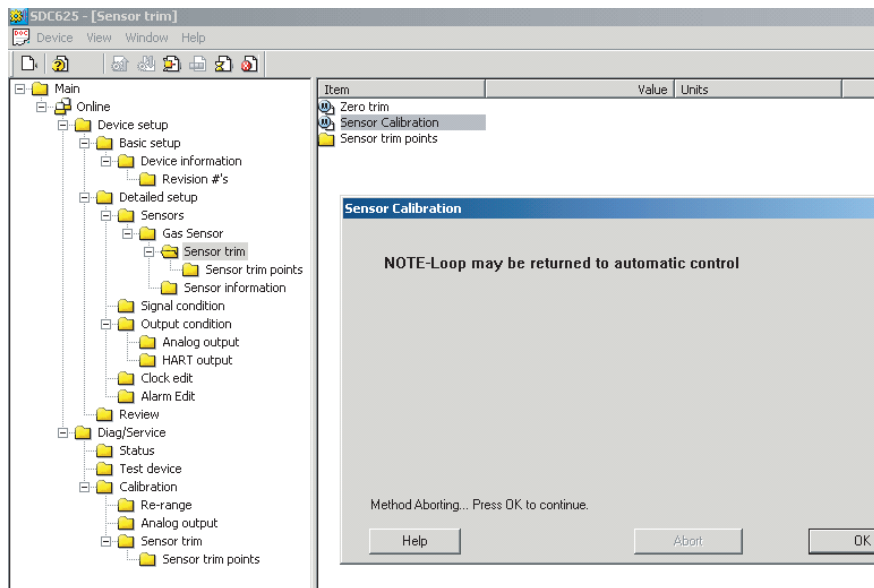 SDC625 - [Sensor trim]
Device View Window Help
Main
Online
Device setup
Basic setup
Device information
Revision #'s
Detailed setup
Sensors
Gas Sensor
Sensor trim
Sensor trim points
Sensor information
Signal condition
Output condition
Analog output
HART output
Clock edit
Alarm Edit
Review
Diag/Service
Status
Test device
Calibration
Re-range
Analog output
Sensor trim
Sensor trim points
Item Value Units
Zero trim
Sensor Calibration
Sensor trim points
Sensor Calibration
NOTE-Loop may be returned to automatic control
Method Aborting... Press OK to continue.
Help Abort OK